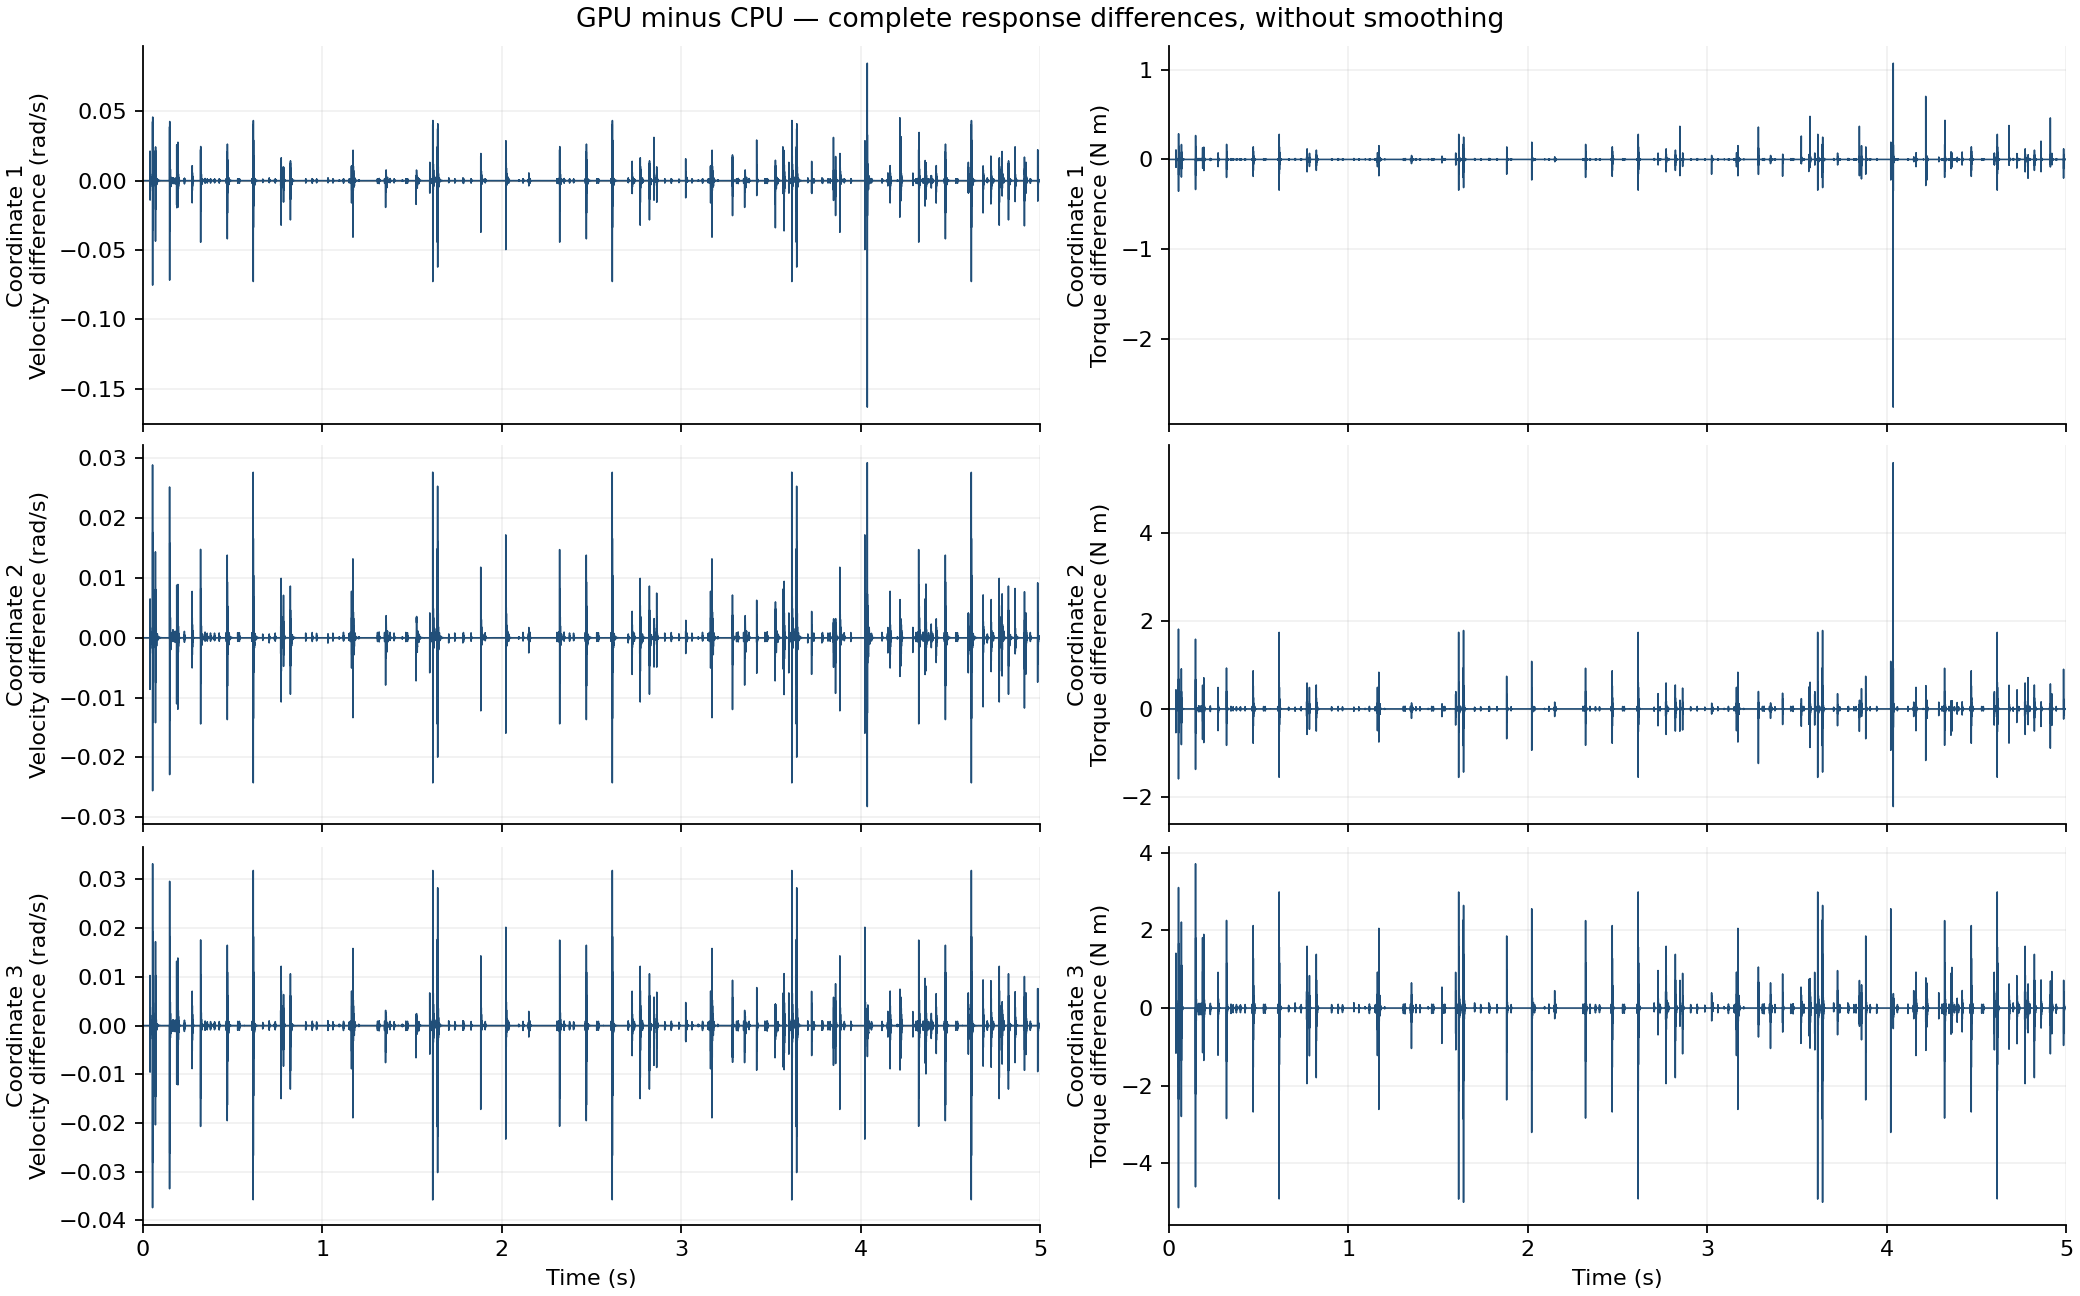 GPU minus CPU — complete response differences, without smoothing
Coordinate 1
Velocity difference (rad/s)
0.05
0.00
−0.05
−0.10
−0.15
Coordinate 1
Torque difference (N m)
1
0
−1
−2
Coordinate 2
Velocity difference (rad/s)
0.03
0.02
0.01
0.00
−0.01
−0.02
−0.03
Coordinate 2
Torque difference (N m)
4
2
0
−2
Coordinate 3
Velocity difference (rad/s)
0.03
0.02
0.01
0.00
−0.01
−0.02
−0.03
−0.04
0 1 2 3 4 5
Time (s)
Coordinate 3
Torque difference (N m)
4
2
0
−2
−4
0 1 2 3 4 5
Time (s)